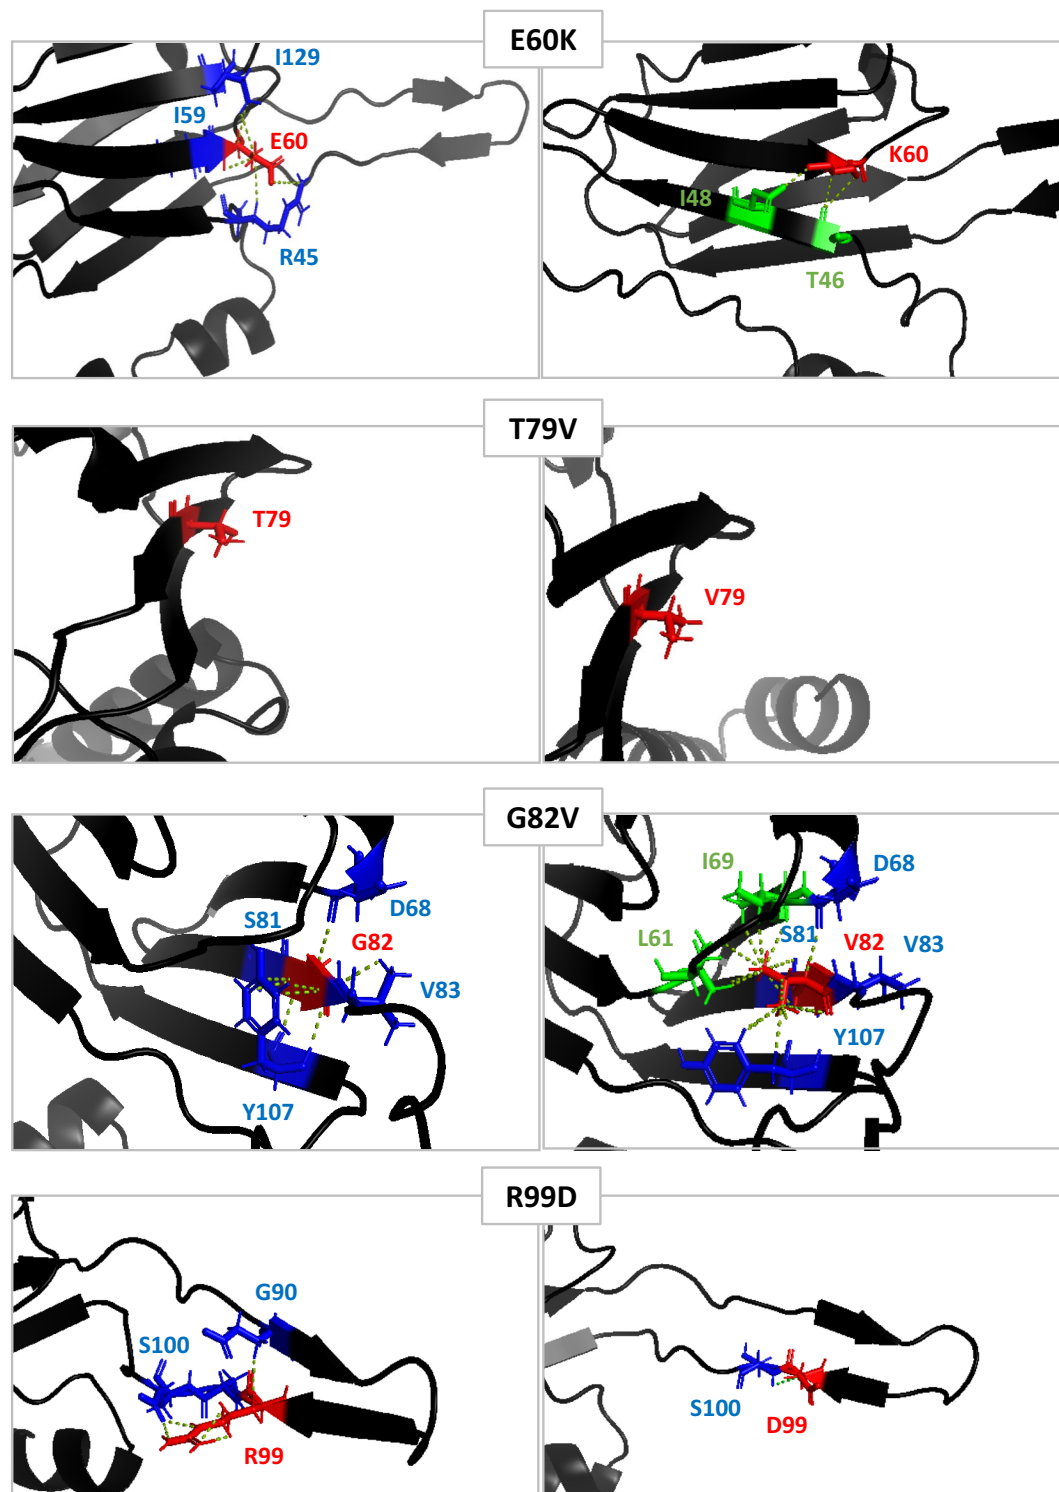 E60K
I129
I59
E60
R45
K60
I48
T46
T79V
T79
V79
G82V
D68
S81
G82
V83
Y107
I69
D68
S81
V82
V83
L61
Y107
R99D
G90
S100
R99
S100
D99